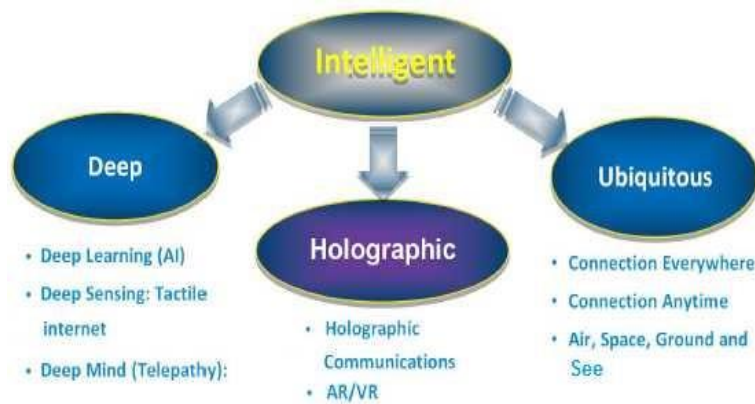 Intelligent
Deep
Ubiquitous
Holographic
• Deep Learning (AI)
• Deep Sensing: Tactile
internet
• Deep Mind (Telepathy):
• Holographic
Communications
• AR/VR
• Connection Everywhere
• Connection Anytime
• Air, Space, Ground and
See